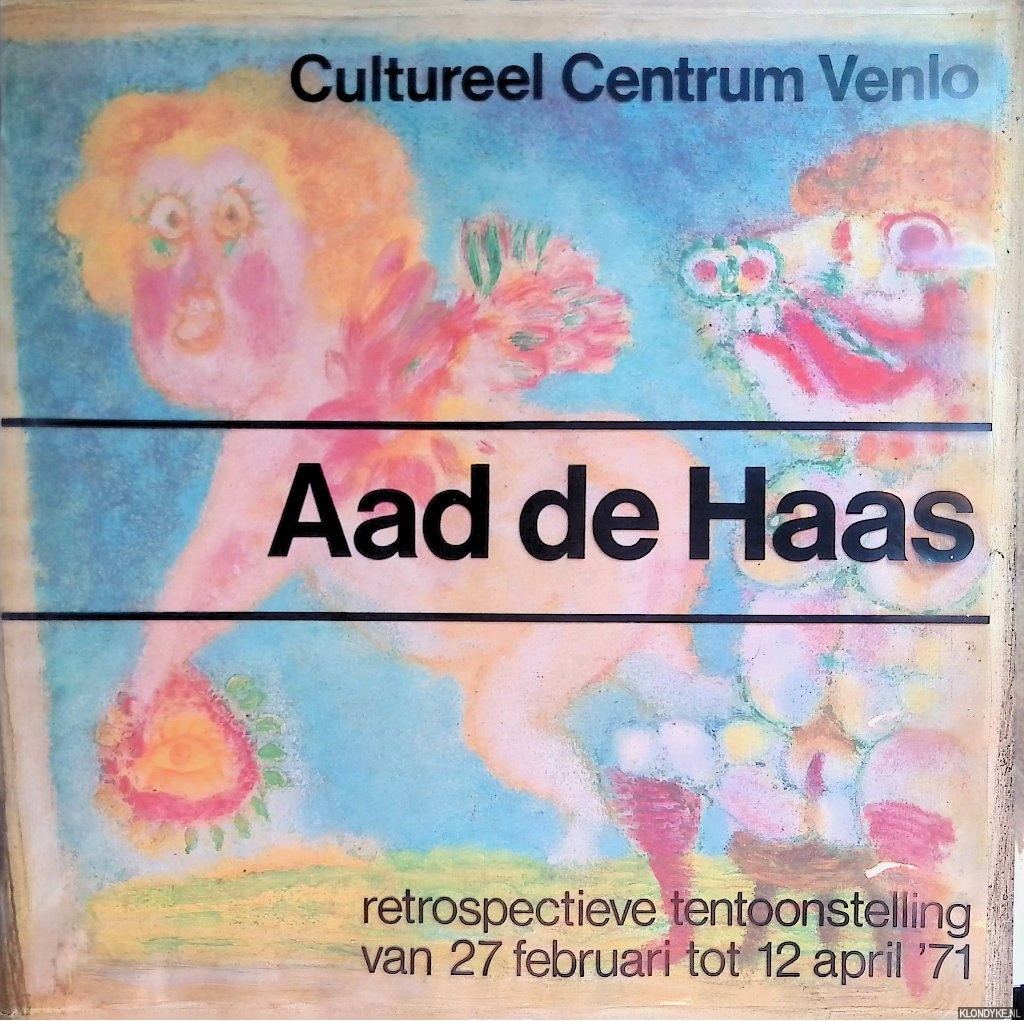 Cultureel Centrum Venlo
Aad de Haas
retrospectieve tentoonstelling
van 27 februari tot 12 april '71
KLONDYKE.NL